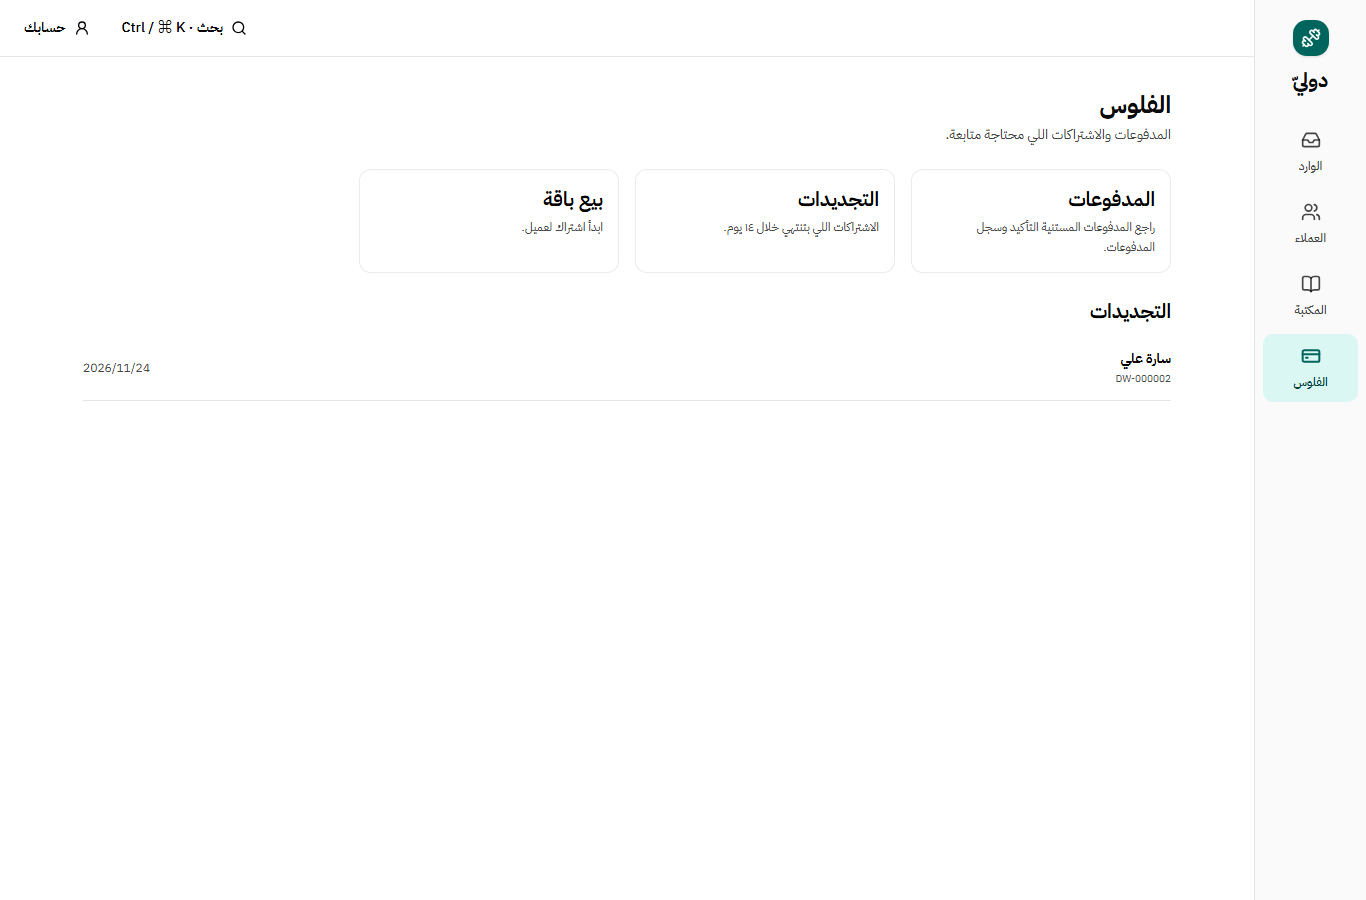 دوليّ
الوارد
العملاء
المكتبة
الفلوس
بحث · Ctrl / ⌘ K
حسابك
الفلوس
المدفوعات والاشتراكات اللي محتاجة متابعة.
المدفوعات
راجع المدفوعات المستنية التأكيد وسجل
المدفوعات.
التجديدات
الاشتراكات اللي بتنتهي خلال ١٤ يوم.
بيع باقة
ابدأ اشتراك لعميل.
التجديدات
سارة علي
DW-000002
2026/11/24